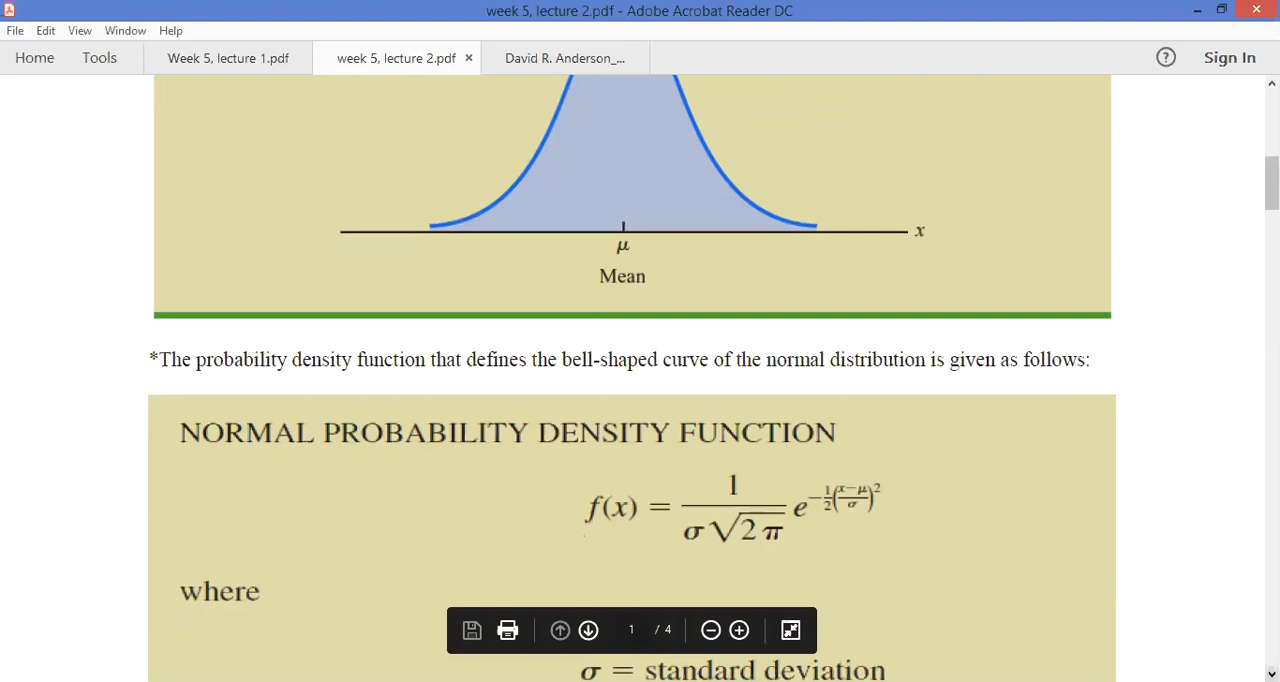 week 5, lecture 2.pdf - Adobe Acrobat Reader DC
File Edit View Window Help
Home Tools Week 5, lecture 1.pdf week 5, lecture 2.pdf × David R. Anderson_... ? Sign In
x
μ
Mean
*The probability density function that defines the bell-shaped curve of the normal distribution is given as follows:
NORMAL PROBABILITY DENSITY FUNCTION
f(x) = 1/(σ√2π) e^−½((x−μ)/σ)²
where
1 / 4
σ = standard deviation